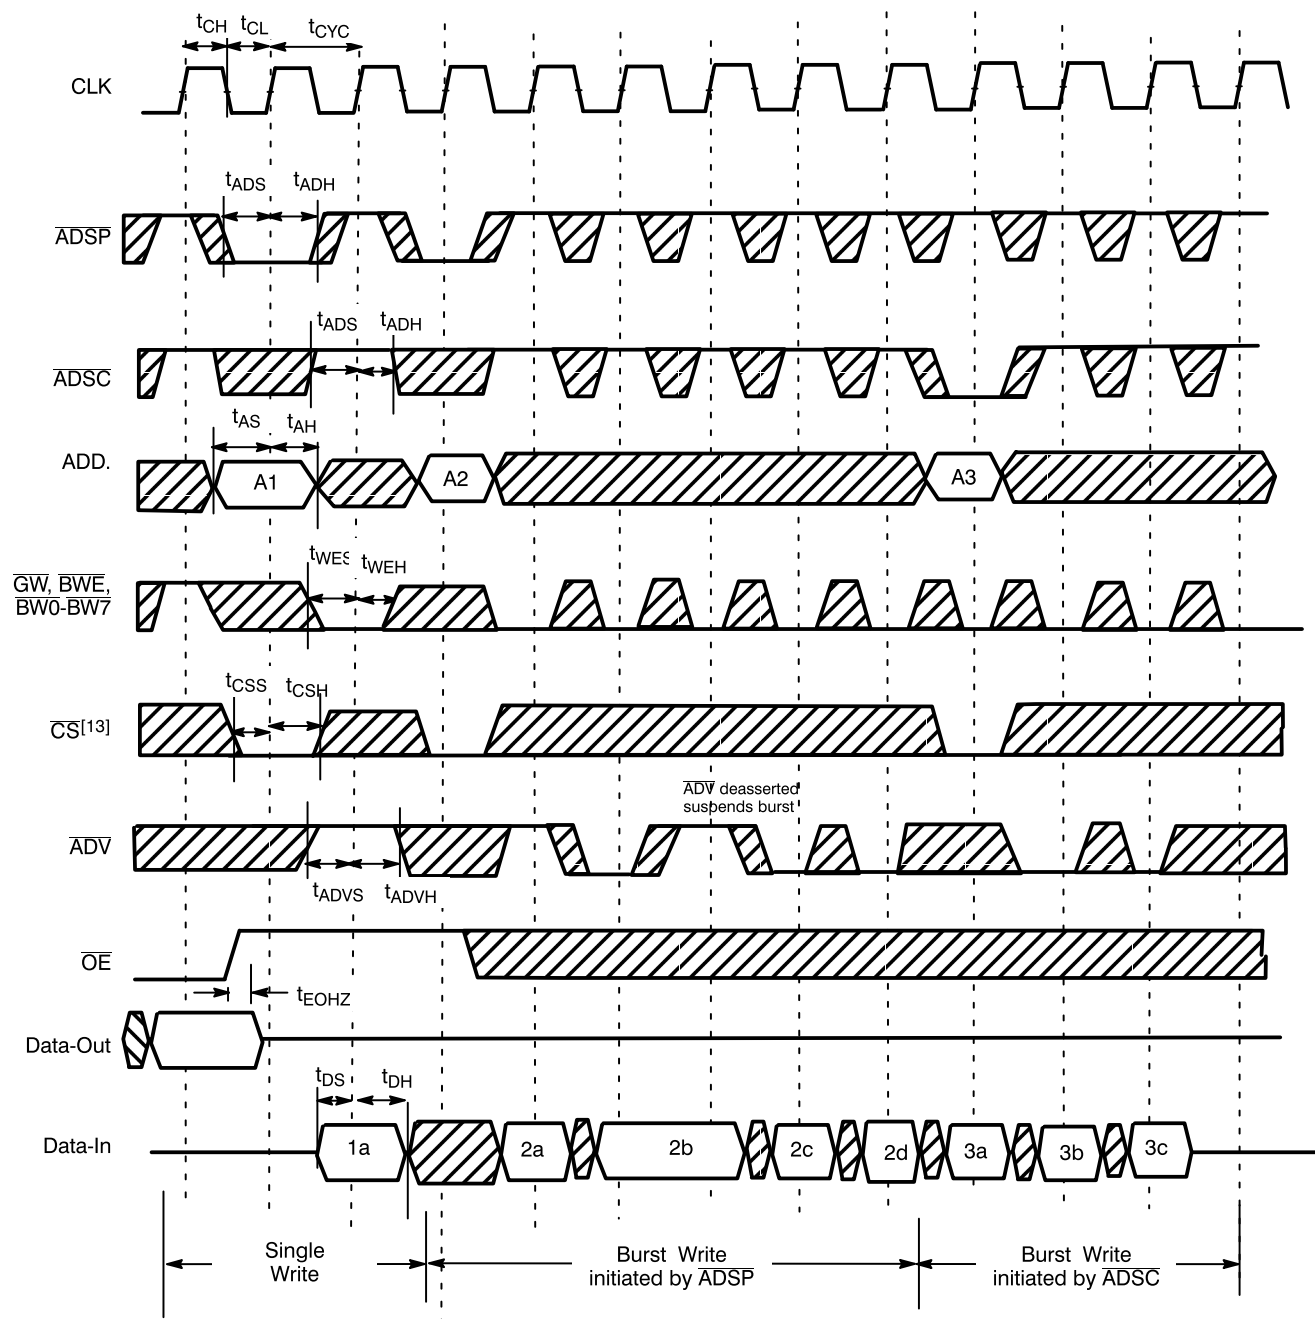 tCH tCL tCYC
CLK
tADS tADH
ADSP
tADS tADH
ADSC
tAS tAH
ADD. A1 A2 A3
tWES tWEH
GW, BWE,
BW0-BW7
tCSS tCSH
CS[13]
ADV deasserted
suspends burst
ADV
tADVS tADVH
OE
tEOHZ
Data-Out
tDS tDH
Data-In 1a 2a 2b 2c 2d 3a 3b 3c
Single
Write
Burst Write
initiated by ADSP
Burst Write
initiated by ADSC